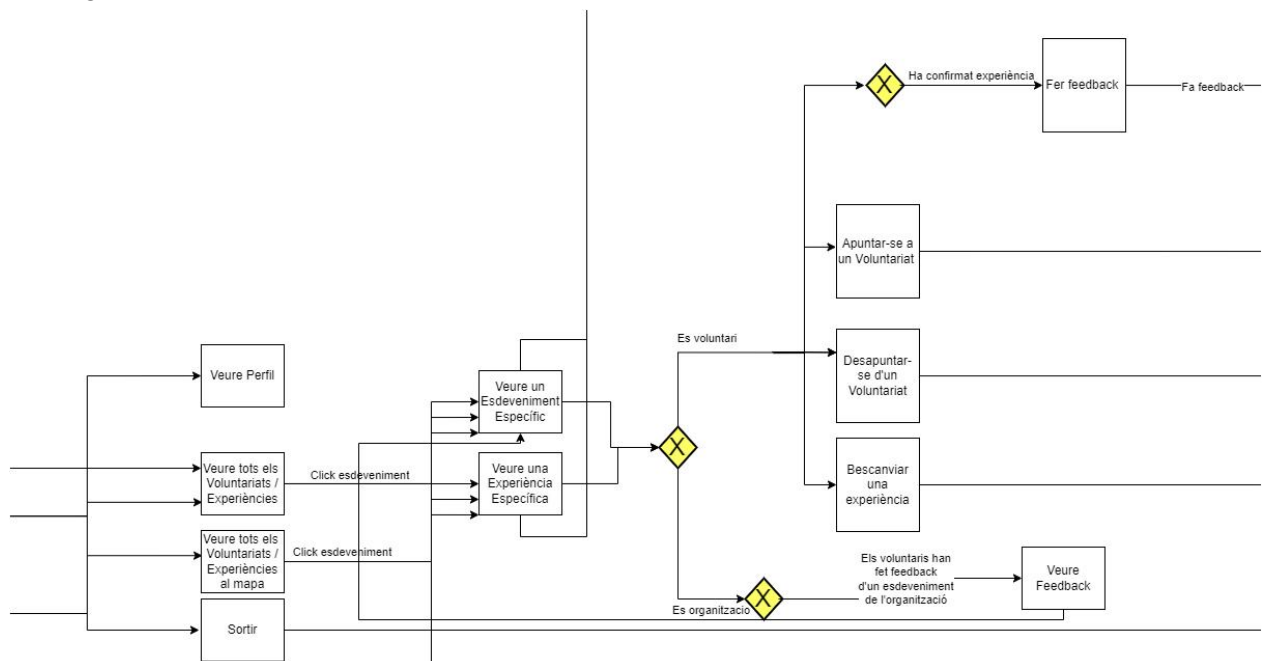 Ha confirmat experiència
Fer feedback
Fa feedback
Apuntar-se a
un Voluntariat
Es voluntari
Desapuntar-
se d'un
Voluntariat
Veure Perfil
Veure un
Esdeveniment
Específic
X
X
Veure tots els
Voluntariats /
Experiències
Click esdeveniment
Veure una
Experiència
Específica
Bescanviar
una
experiència
Veure tots els
Voluntariats /
Experiències
al mapa
Click esdeveniment
Els voluntaris han
fet feedback
d'un esdeveniment
de l'organització
Veure
Feedback
Es organització
X
Sortir